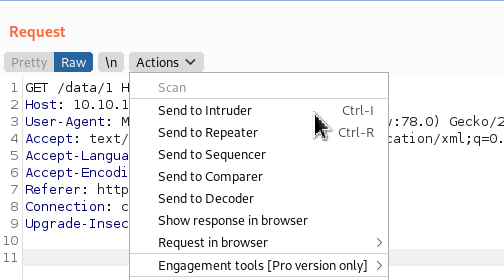 Request
Pretty Raw \n Actions
Scan
1 GET /data/1 H
Send to Intruder Ctrl-I
2 Host: 10.10.1
3 User-Agent: M v:78.0) Gecko/2
Send to Repeater Ctrl-R
4 Accept: text/ cation/xml;q=0.
Send to Sequencer
5 Accept-Langua
Send to Comparer
6 Accept-Encodi
7 Referer: http
Send to Decoder
8 Connection: c
Show response in browser
9 Upgrade-Insec
Request in browser
10
11
Engagement tools [Pro version only]